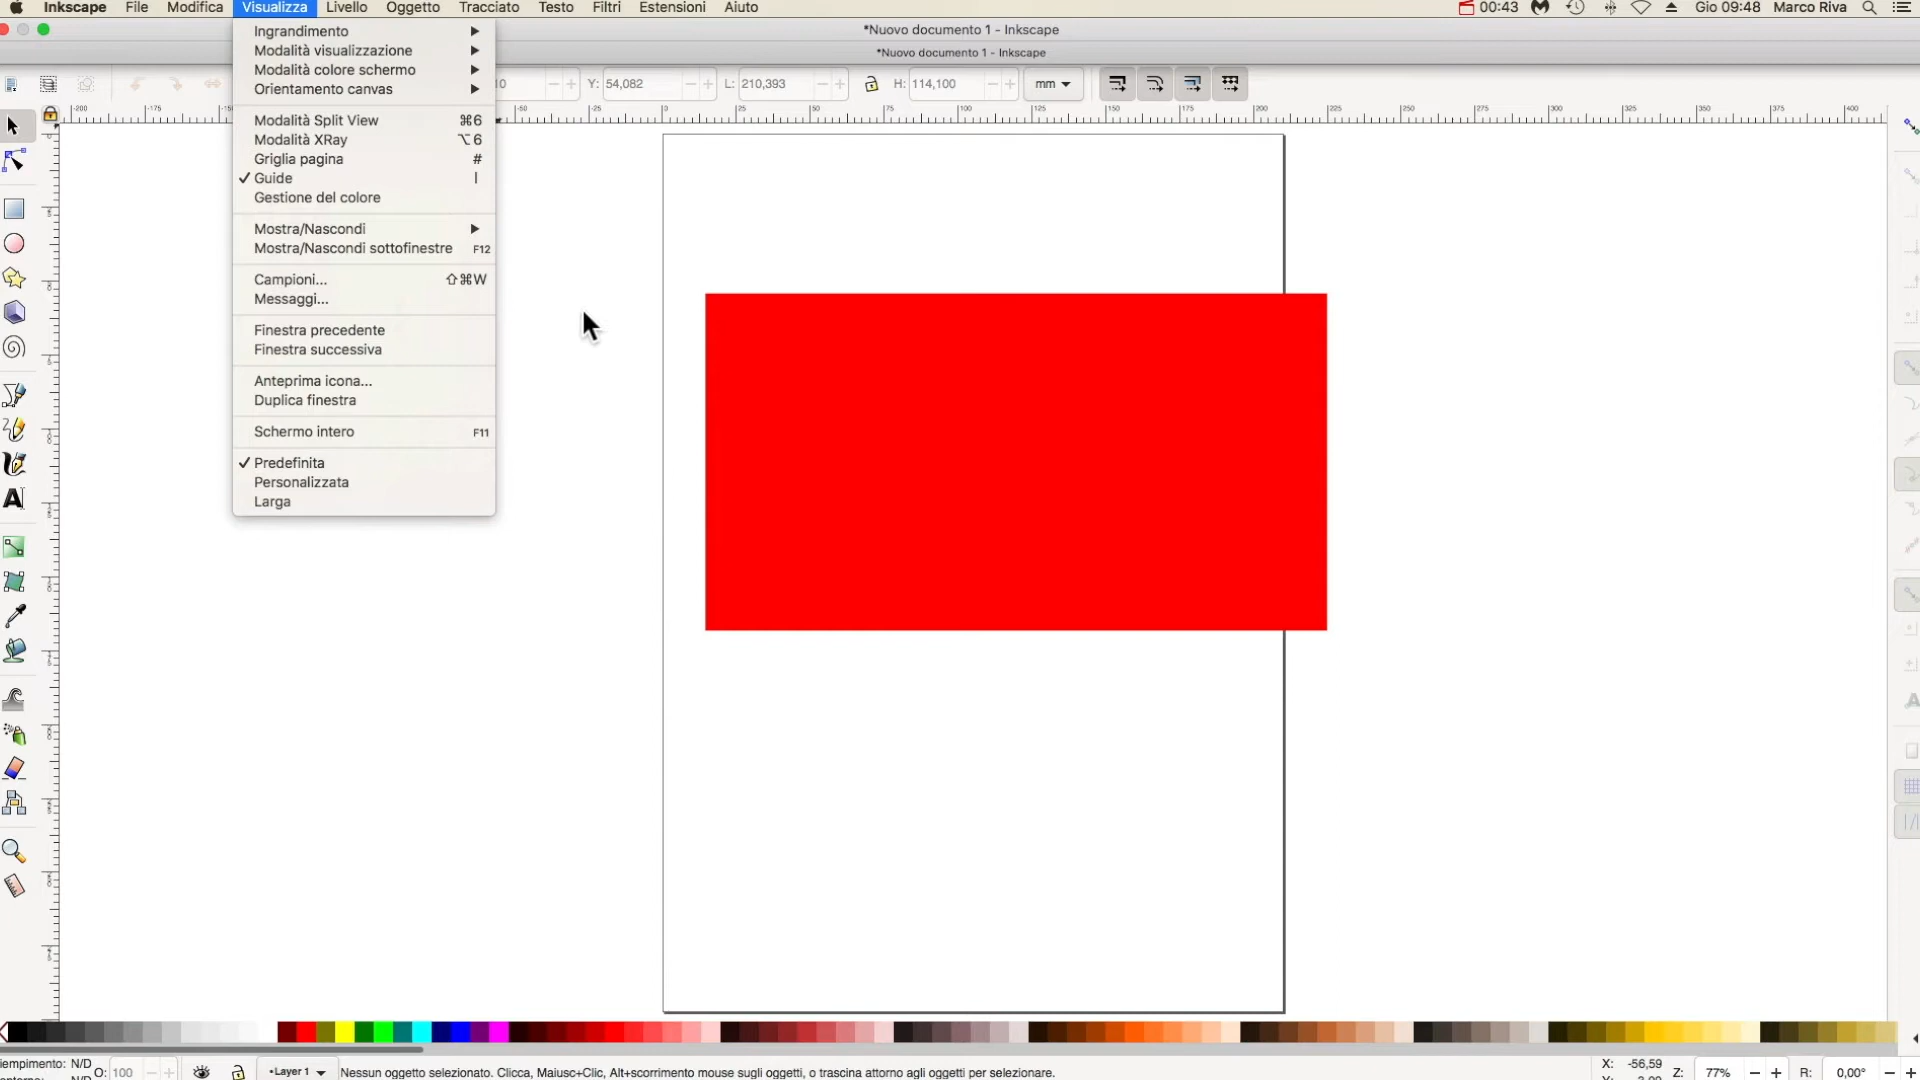 Inkscape File Modifica Visualizza Livello Oggetto Tracciato Testo Filtri Estensioni Aiuto 00:43 Gio 09:48 Marco Riva
*Nuovo documento 1 - Inkscape
*Nuovo documento 1 - Inkscape
Y: 54,082 L: 210,393 H: 114,100 mm
Ingrandimento
Modalità visualizzazione
Modalità colore schermo
Orientamento canvas
Modalità Split View ⌘6
Modalità XRay ⌥6
Griglia pagina #
✓ Guide |
Gestione del colore
Mostra/Nascondi
Mostra/Nascondi sottofinestre F12
Campioni... ⇧⌘W
Messaggi...
Finestra precedente
Finestra successiva
Anteprima icona...
Duplica finestra
Schermo intero F11
✓ Predefinita
Personalizzata
Larga
iempimento: N/D O: 100 •Layer 1 Nessun oggetto selezionato. Clicca, Maiusc+Clic, Alt+scorrimento mouse sugli oggetti, o trascina attorno agli oggetti per selezionare. X: -56,59 Z: 77% R: 0,00°